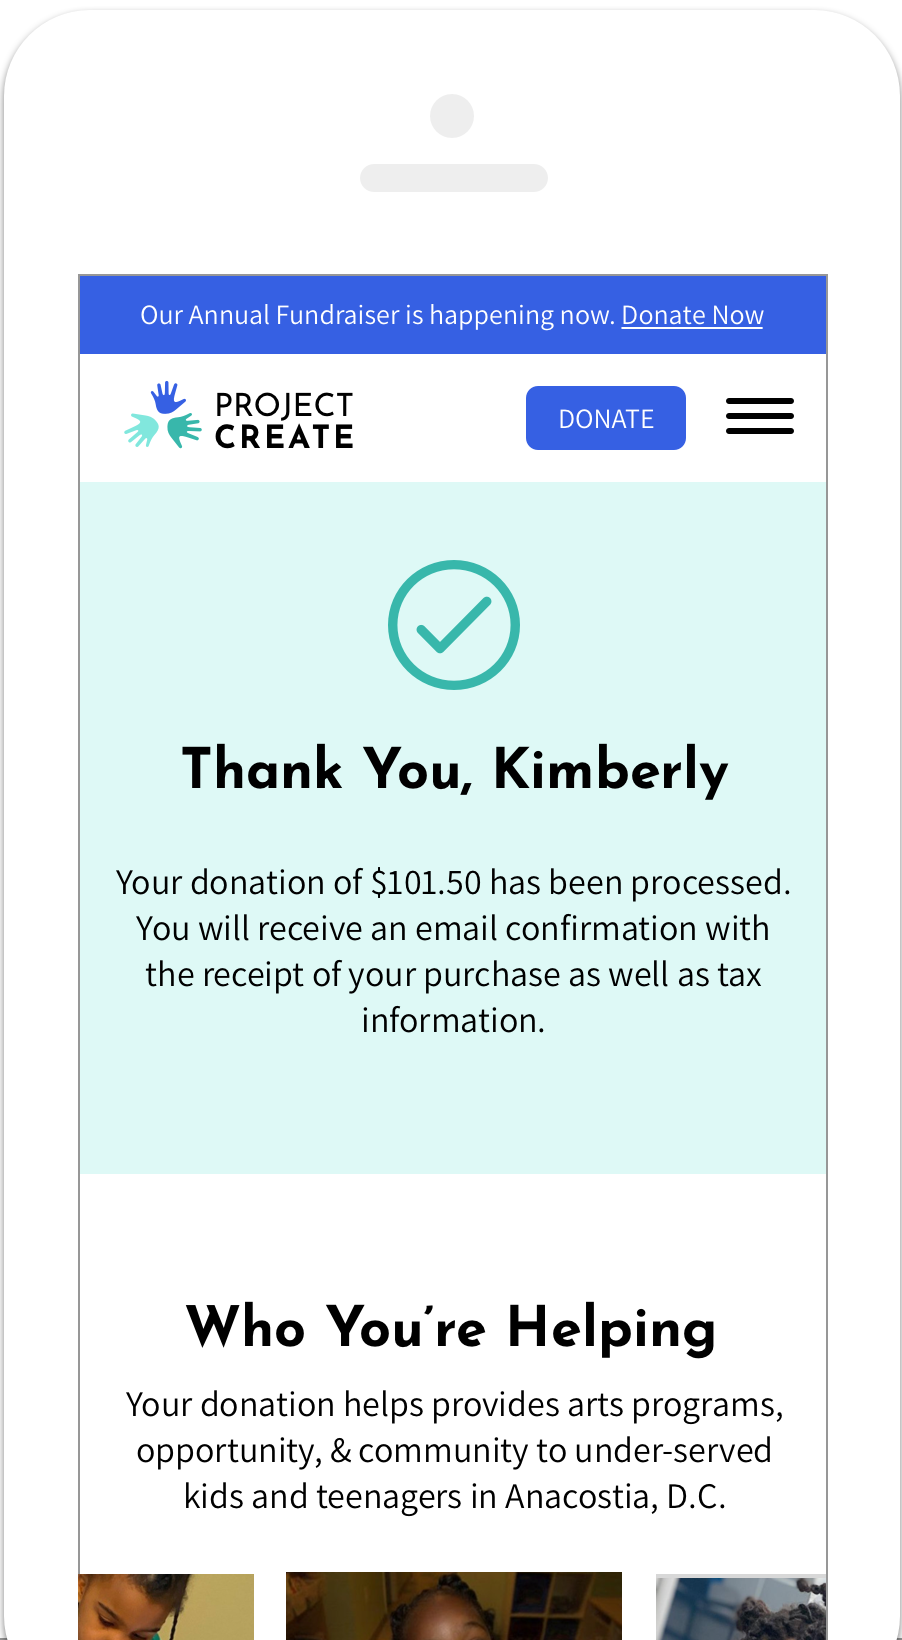 Our Annual Fundraiser is happening now. Donate Now
PROJECT
CREATE
DONATE
Thank You, Kimberly
Your donation of $101.50 has been processed.
You will receive an email confirmation with
the receipt of your purchase as well as tax
information.
Who You’re Helping
Your donation helps provides arts programs,
opportunity, & community to under-served
kids and teenagers in Anacostia, D.C.